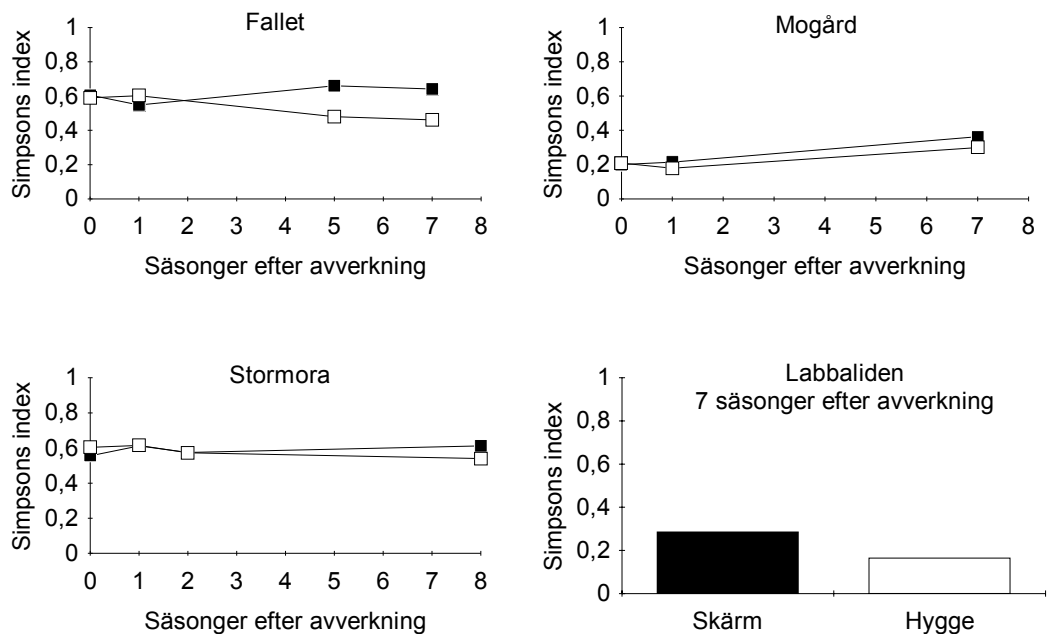 Fallet
Simpsons index
1
0,8
0,6
0,4
0,2
0
0 1 2 3 4 5 6 7 8
Säsonger efter avverkning
Mogård
Simpsons index
1
0,8
0,6
0,4
0,2
0
0 1 2 3 4 5 6 7 8
Säsonger efter avverkning
Stormora
Simpsons index
1
0,8
0,6
0,4
0,2
0
0 1 2 3 4 5 6 7 8
Säsonger efter avverkning
Labbaliden
7 säsonger efter avverkning
Simpsons index
1
0,8
0,6
0,4
0,2
0
Skärm Hygge